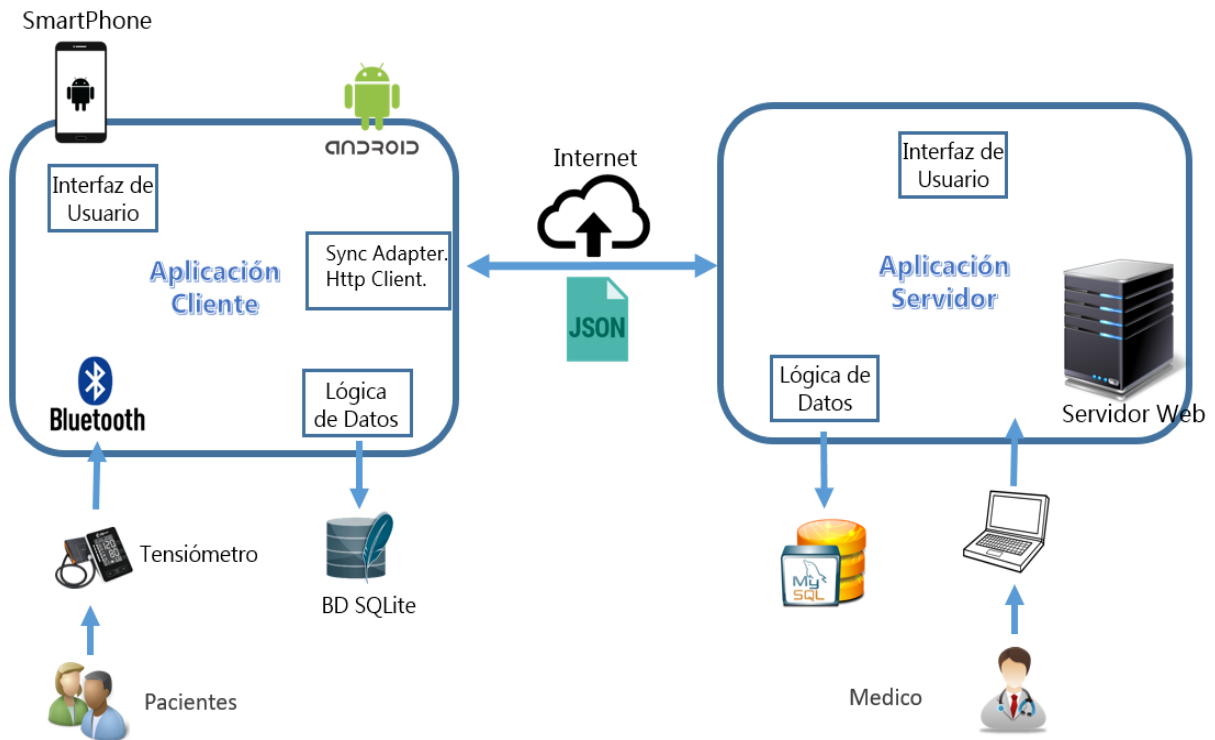 SmartPhone
ANDROID
Interfaz de
Usuario
Sync Adapter.
Http Client.
Aplicación
Cliente
Bluetooth
Lógica
de Datos
Tensiómetro
BD SQLite
Pacientes
Internet
JSON
Interfaz de
Usuario
Aplicación
Servidor
Lógica de
Datos
Servidor Web
My
SQL
Medico